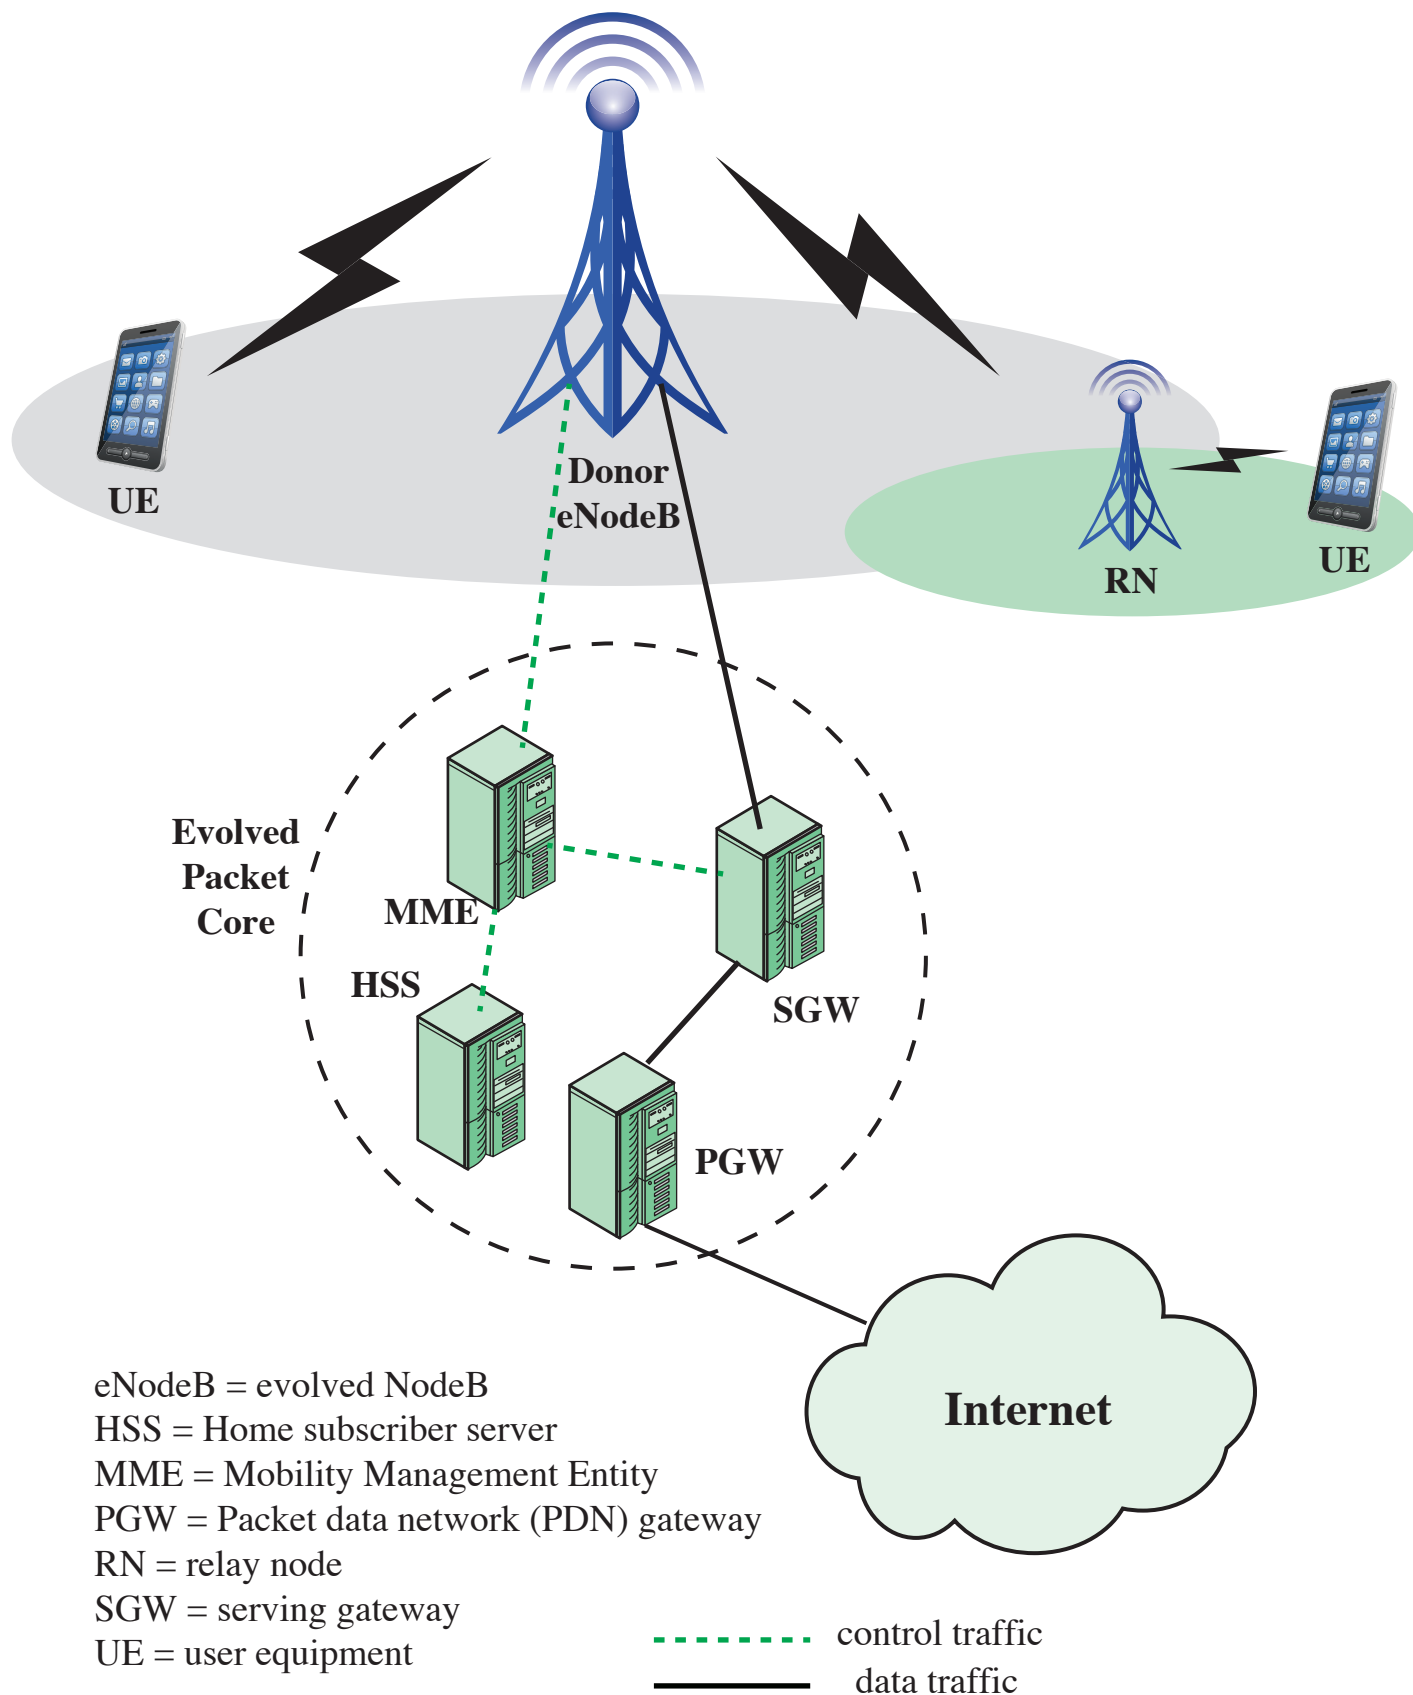 UE
Donor
eNodeB
RN
UE
Evolved
Packet
Core
MME
HSS
SGW
PGW
Internet
eNodeB = evolved NodeB
HSS = Home subscriber server
MME = Mobility Management Entity
PGW = Packet data network (PDN) gateway
RN = relay node
SGW = serving gateway
UE = user equipment
control traffic
data traffic